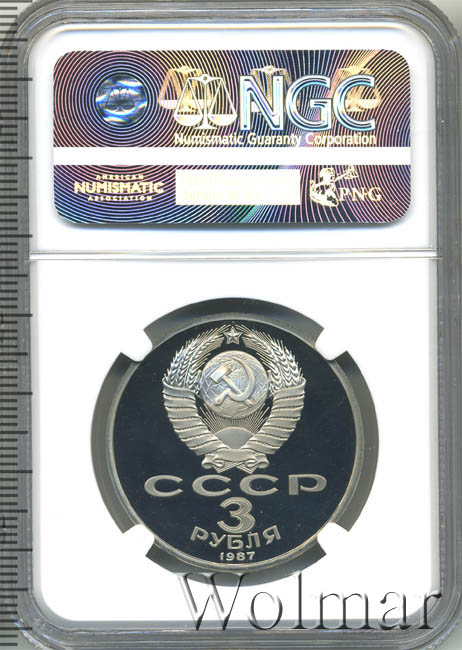 NGC
Numismatic Guaranty Corporation
AMERICAN
NUMISMATIC
ASSOCIATION
PNG
СССР
3
РУБЛЯ
1987
Wolmar